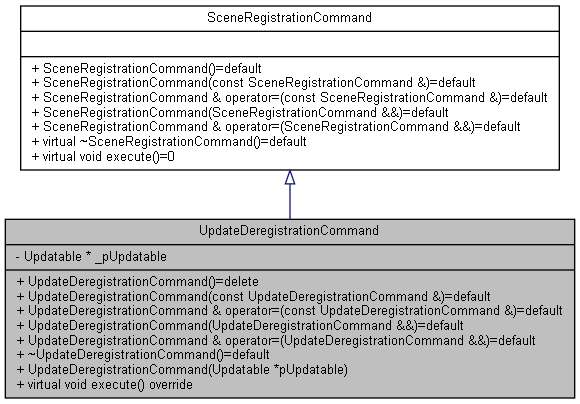 SceneRegistrationCommand
+ SceneRegistrationCommand()=default
+ SceneRegistrationCommand(const SceneRegistrationCommand &)=default
+ SceneRegistrationCommand & operator=(const SceneRegistrationCommand &)=default
+ SceneRegistrationCommand(SceneRegistrationCommand &&)=default
+ SceneRegistrationCommand & operator=(SceneRegistrationCommand &&)=default
+ virtual ~SceneRegistrationCommand()=default
+ virtual void execute()=0
UpdateDeregistrationCommand
- Updatable * _pUpdatable
+ UpdateDeregistrationCommand()=delete
+ UpdateDeregistrationCommand(const UpdateDeregistrationCommand &)=default
+ UpdateDeregistrationCommand & operator=(const UpdateDeregistrationCommand &)=default
+ UpdateDeregistrationCommand(UpdateDeregistrationCommand &&)=default
+ UpdateDeregistrationCommand & operator=(UpdateDeregistrationCommand &&)=default
+ ~UpdateDeregistrationCommand()=default
+ UpdateDeregistrationCommand(Updatable *pUpdatable)
+ virtual void execute() override